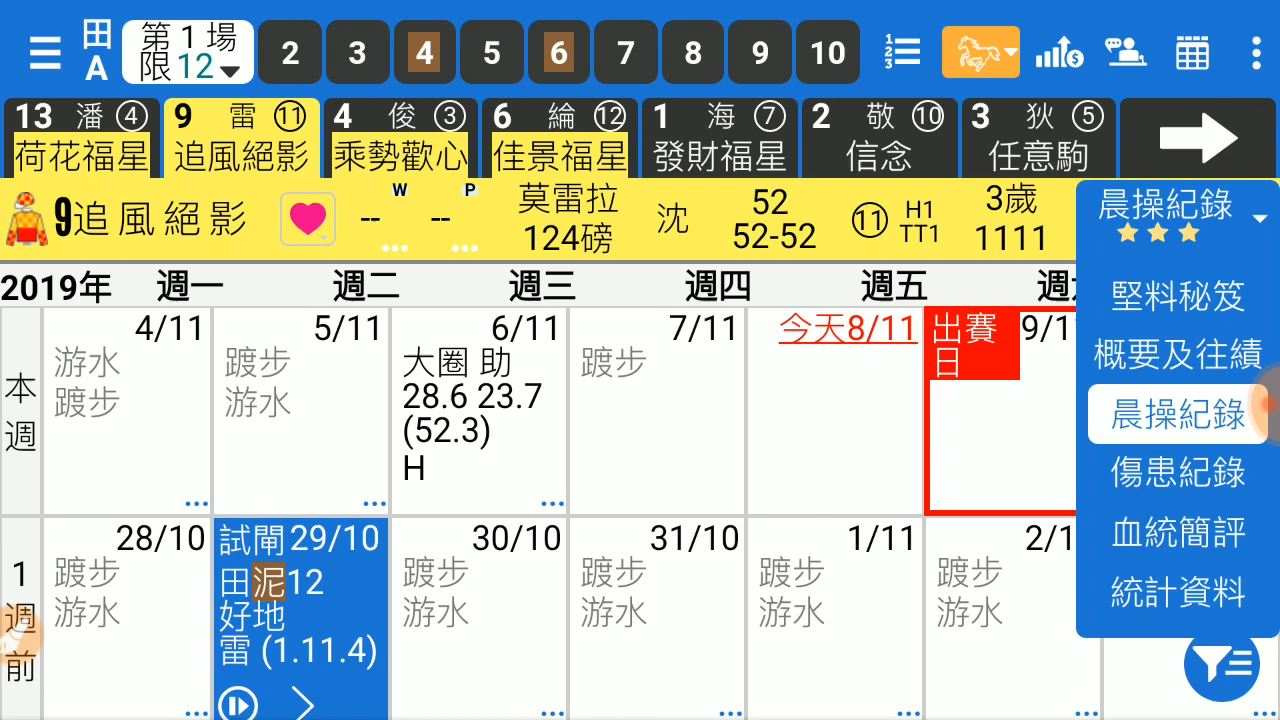 田
A
第 1 場
限 12
2
3
4
5
6
7
8
9
10
1
2
3
$
13 潘 ④
荷花福星
9 雷 ⑪
追風絕影
4 俊 ③
乘勢歡心
6 綸 ⑫
佳景福星
1 海 ⑦
發財福星
2 敬 ⑩
信念
3 狄 ⑤
任意駒
9追風絕影
W
--
...
P
--
...
莫雷拉
124磅
沈
52
52-52
⑪
H1
TT1
3歲
1111
晨操紀錄
堅料秘笈
概要及往績
晨操紀錄
傷患紀錄
血統簡評
統計資料
2019年 週一 週二 週三 週四 週五
本週
4/11
游水
踱步
...
5/11
踱步
游水
...
6/11
大圈 助
28.6 23.7
(52.3)
H
...
7/11
踱步
今天8/11
出賽日
1週前
28/10
踱步
游水
...
試閘 29/10
田泥12
好地
雷 (1.11.4)
30/10
踱步
游水
...
31/10
踱步
游水
...
1/11
踱步
游水
...
踱步
游水
...
...